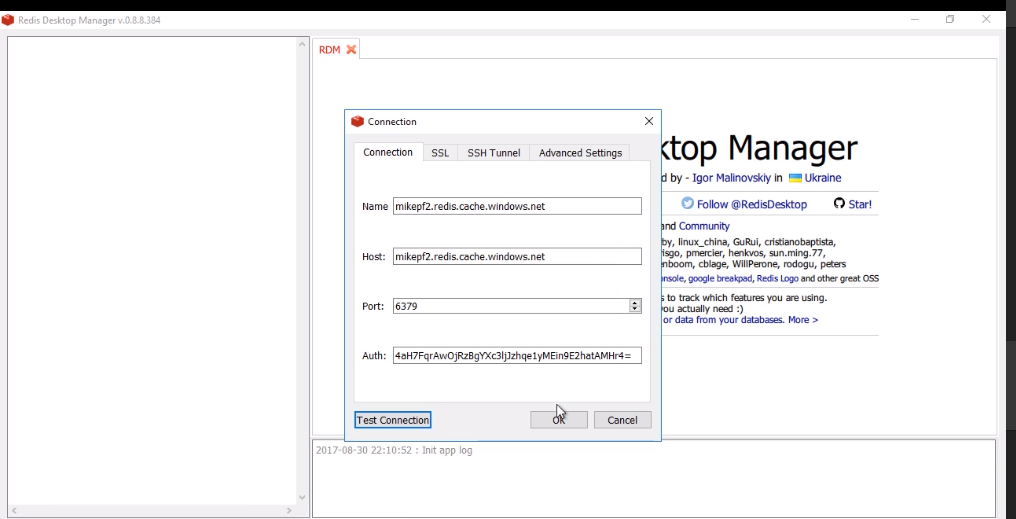 Redis Desktop Manager v.0.8.8.384
RDM
Connection
Connection SSL SSH Tunnel Advanced Settings
Name mikepf2.redis.cache.windows.net
Host: mikepf2.redis.cache.windows.net
Port: 6379
Auth: 4aH7FqrAwOjRzBgYXc3ljJzhqe1yMEin9E2hatAMHr4=
Test Connection OK Cancel
ktop Manager
d by - Igor Malinovskiy in Ukraine
Follow @RedisDesktop Star!
and Community
by, linux_china, GuRui, cristianobaptista,
risgo, pmercier, henkvos, sun.ming.77,
nboom, cblage, WillPerone, rodogu, peters
onsole, google breakpad, Redis Logo and other great OSS
s to track which features you are using.
ou actually need :)
or data from your databases. More >
2017-08-30 22:10:52 : Init app log